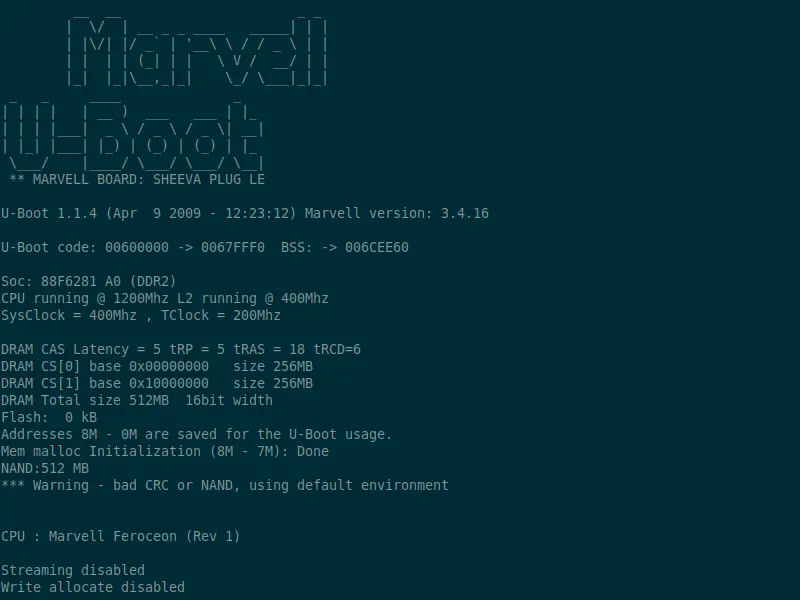 Marvell
U-Boot
** MARVELL BOARD: SHEEVA PLUG LE
U-Boot 1.1.4 (Apr  9 2009 - 12:23:12) Marvell version: 3.4.16
U-Boot code: 00600000 -> 0067FFF0  BSS: -> 006CEE60
Soc: 88F6281 A0 (DDR2)
CPU running @ 1200Mhz L2 running @ 400Mhz
SysClock = 400Mhz , TClock = 200Mhz
DRAM CAS Latency = 5 tRP = 5 tRAS = 18 tRCD=6
DRAM CS[0] base 0x00000000   size 256MB
DRAM CS[1] base 0x10000000   size 256MB
DRAM Total size 512MB  16bit width
Flash:  0 kB
Addresses 8M - 0M are saved for the U-Boot usage.
Mem malloc Initialization (8M - 7M): Done
NAND:512 MB
*** Warning - bad CRC or NAND, using default environment
CPU : Marvell Feroceon (Rev 1)
Streaming disabled
Write allocate disabled